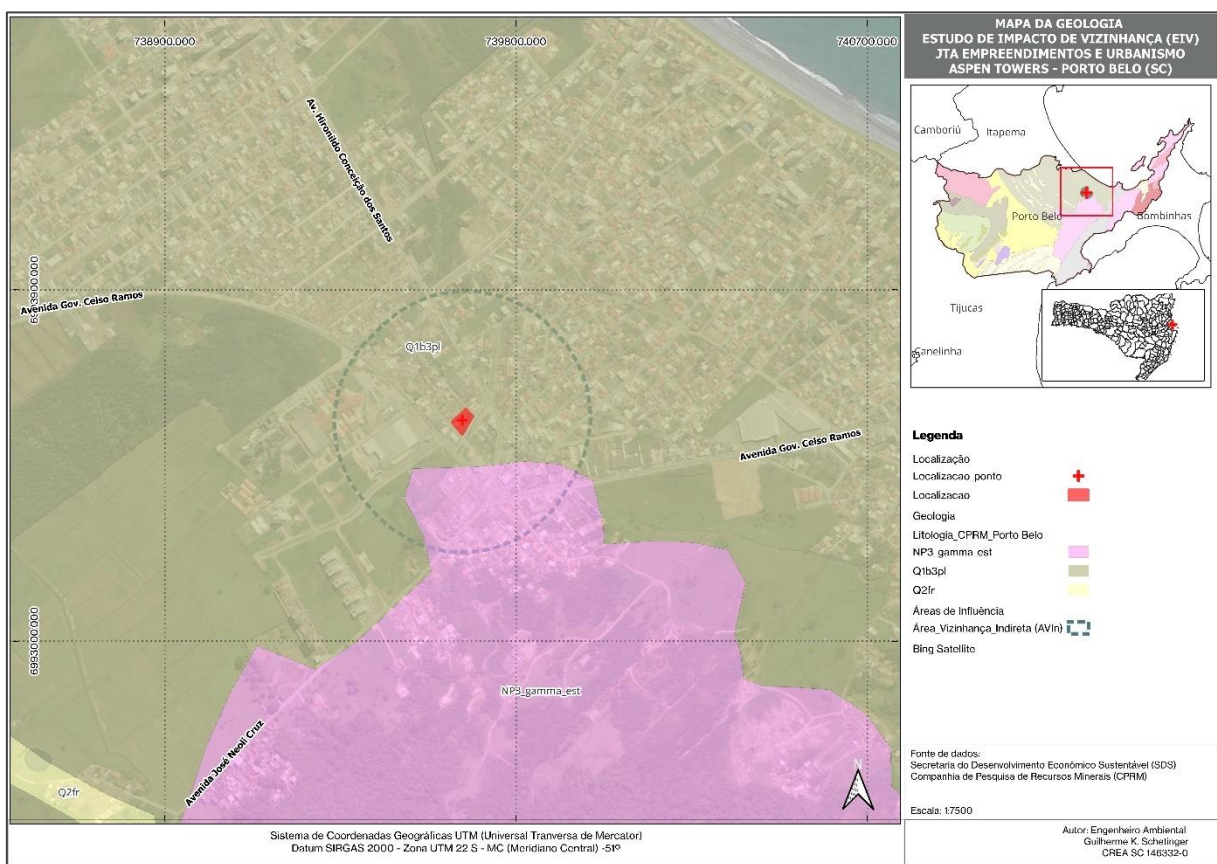 738900.000
739800.000
740700.000
6993900.000
6993000.000
Av. Hironildo Conceição dos Santos
Avenida Gov. Celso Ramos
Q1b3pl
Avenida Gov. Celso Ramos
NP3_gamma_est
Avenida José Neoli Cruz
Q2fr
N
Sistema de Coordenadas Geográficas UTM (Universal Tranversa de Mercator)
Datum SIRGAS 2000 - Zona UTM 22 S - MC (Meridiano Central) -51º
MAPA DA GEOLOGIA
ESTUDO DE IMPACTO DE VIZINHANÇA (EIV)
JTA EMPREENDIMENTOS E URBANISMO
ASPEN TOWERS - PORTO BELO (SC)
Camboriú
Itapema
Porto Belo
Bombinhas
Tijucas
Canelinha
Legenda
Localização
Localizacao ponto
Localizacao
Geologia
Litologia_CPRM_Porto Belo
NP3_gamma_est
Q1b3pl
Q2fr
Áreas de Influência
Área_Vizinhança_Indireta (AVIn)
Bing Satellite
Fonte de dados:
Secretaria do Desenvolvimento Econômico Sustentável (SDS)
Companhia de Pesquisa de Recursos Minerais (CPRM)
Escala: 1:7500
Autor: Engenheiro Ambiental
Guilherme K. Schetinger
CREA SC 146332-0